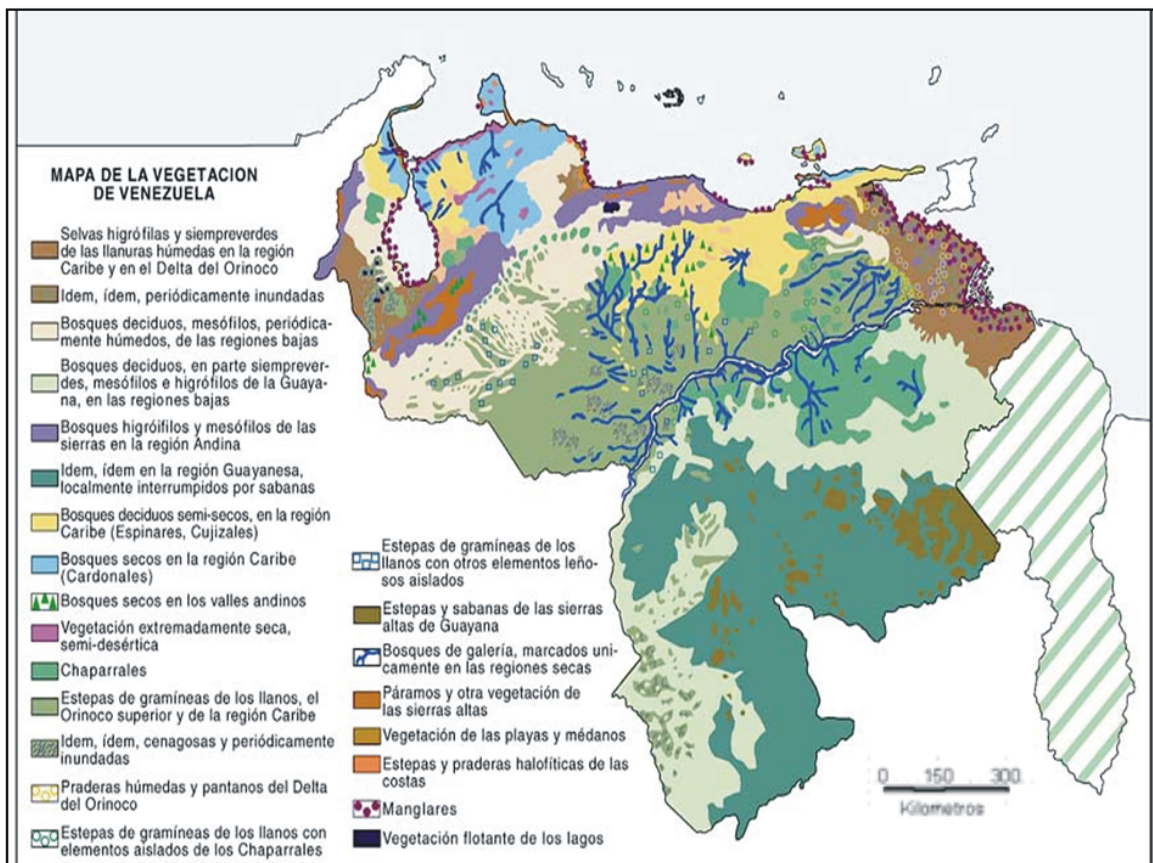 MAPA DE LA VEGETACION
DE VENEZUELA
Selvas higrófilas y siempreverdes
de las llanuras húmedas en la región
Caribe y en el Delta del Orinoco
Idem, ídem, periódicamente inundadas
Bosques deciduos, mesófilos, periódica-
mente húmedos, de las regiones bajas
Bosques deciduos, en parte siemprever-
des, mesófilos e higrófilos de la Guaya-
na, en las regiones bajas
Bosques higróifilos y mesófilos de las
sierras en la región Andina
Idem, ídem en la región Guayanesa,
localmente interrumpidos por sabanas
Bosques deciduos semi-secos, en la región
Caribe (Espinares, Cujizales)
Bosques secos en la región Caribe
(Cardonales)
Bosques secos en los valles andinos
Vegetación extremadamente seca,
semi-desértica
Chaparrales
Estepas de gramíneas de los llanos, el
Orinoco superior y de la región Caribe
Idem, ídem, cenagosas y periódicamente
inundadas
Praderas húmedas y pantanos del Delta
del Orinoco
Estepas de gramíneas de los llanos con
elementos aislados de los Chaparrales
Estepas de gramíneas de los
llanos con otros elementos leño-
sos aislados
Estepas y sabanas de las sierras
altas de Guayana
Bosques de galería, marcados uni-
camente en las regiones secas
Páramos y otra vegetación de
las sierras altas
Vegetación de las playas y médanos
Estepas y praderas halofíticas de las
costas
Manglares
Vegetación flotante de los lagos
0 150 300
Kilometros